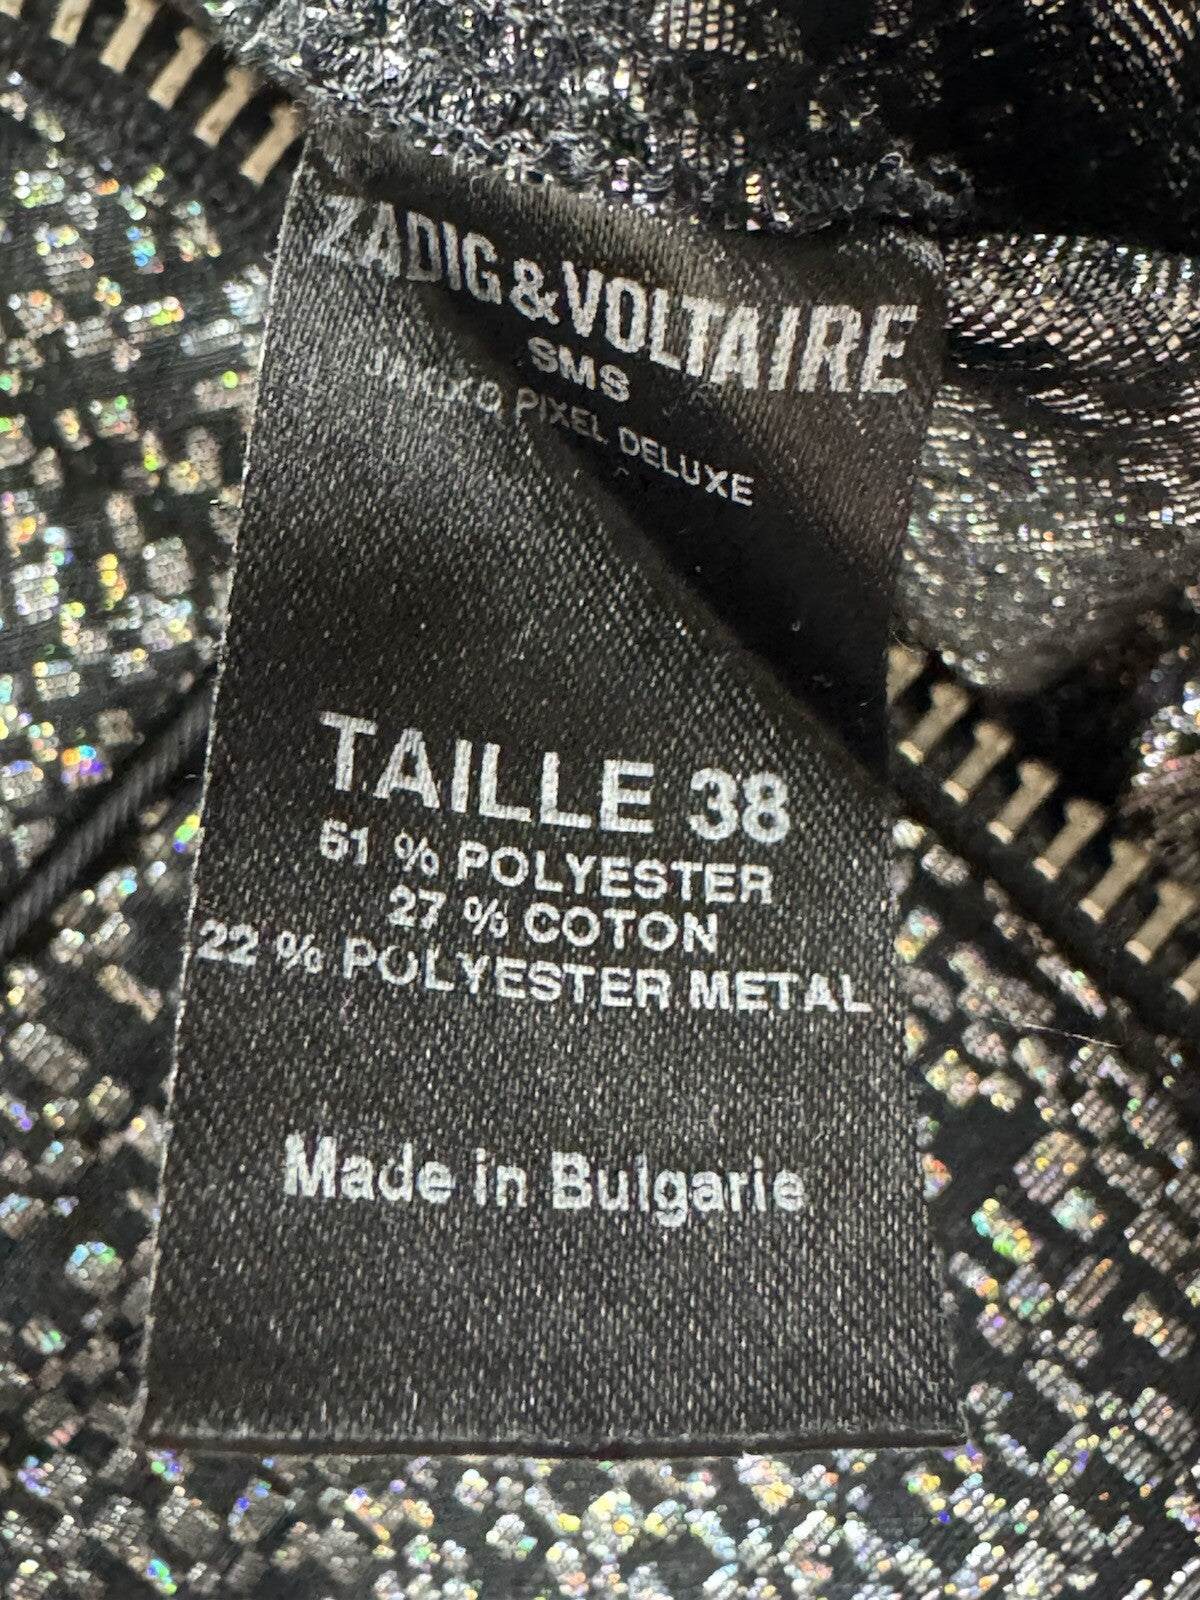 ZADIG&VOLTAIRE
SMS
PIXEL DELUXE
TAILLE 38
51 % POLYESTER
27 % COTON
22 % POLYESTER METAL
Made in Bulgarie